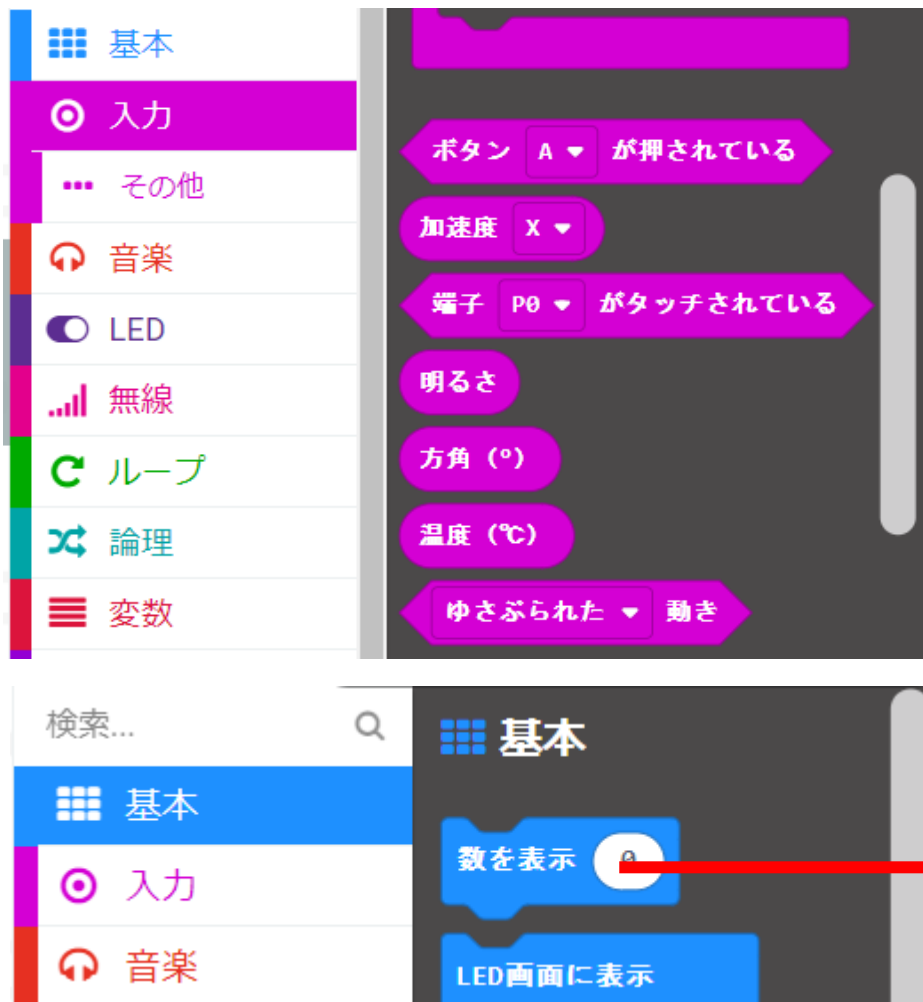 基本
入力
その他
音楽
LED
無線
ループ
論理
変数
ボタン A が押されている
加速度 X
端子 P0 がタッチされている
明るさ
方角 (°)
温度 (℃)
ゆさぶられた 動き
検索...
基本
入力
音楽
基本
数を表示 0
LED画面に表示